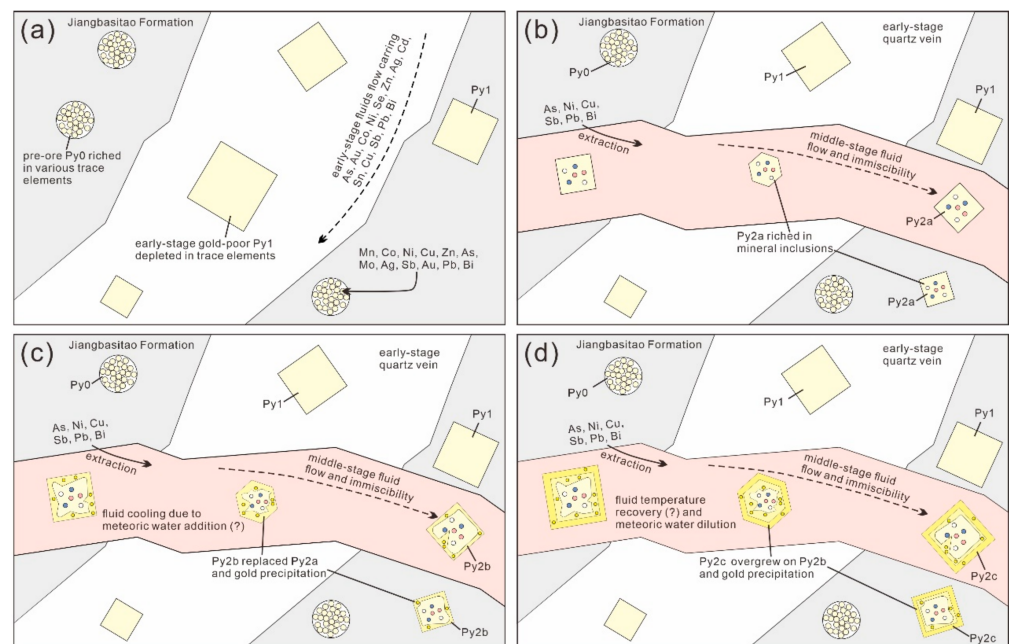 (a)
Jiangbasitao Formation
pre-ore Py0 riched
in various trace
elements
early-stage fluids flow carring
As, Au, Co, Ni, Se, Zn, Ag, Cd,
Sn, Cu, Sb, Pb, Bi
Py1
early-stage gold-poor Py1
depleted in trace elements
Mn, Co, Ni, Cu, Zn, As,
Mo, Ag, Sb, Au, Pb, Bi
(b)
Jiangbasitao Formation
early-stage
quartz vein
Py0
Py1
Py1
As, Ni, Cu,
Sb, Pb, Bi
extraction
middle-stage fluid
flow and immiscibility
Py2a
Py2a riched in
mineral inclusions
Py2a
(c)
Jiangbasitao Formation
early-stage
quartz vein
Py0
Py1
Py1
As, Ni, Cu,
Sb, Pb, Bi
extraction
middle-stage fluid
flow and immiscibility
fluid cooling due to
meteoric water addition (?)
Py2b
Py2b replaced Py2a
and gold precipitation
Py2b
(d)
Jiangbasitao Formation
early-stage
quartz vein
Py0
Py1
Py1
As, Ni, Cu,
Sb, Pb, Bi
extraction
middle-stage fluid
flow and immiscibility
fluid temperature
recovery (?) and
meteoric water dilution
Py2c
Py2c overgrew on Py2b
and gold precipitation
Py2c